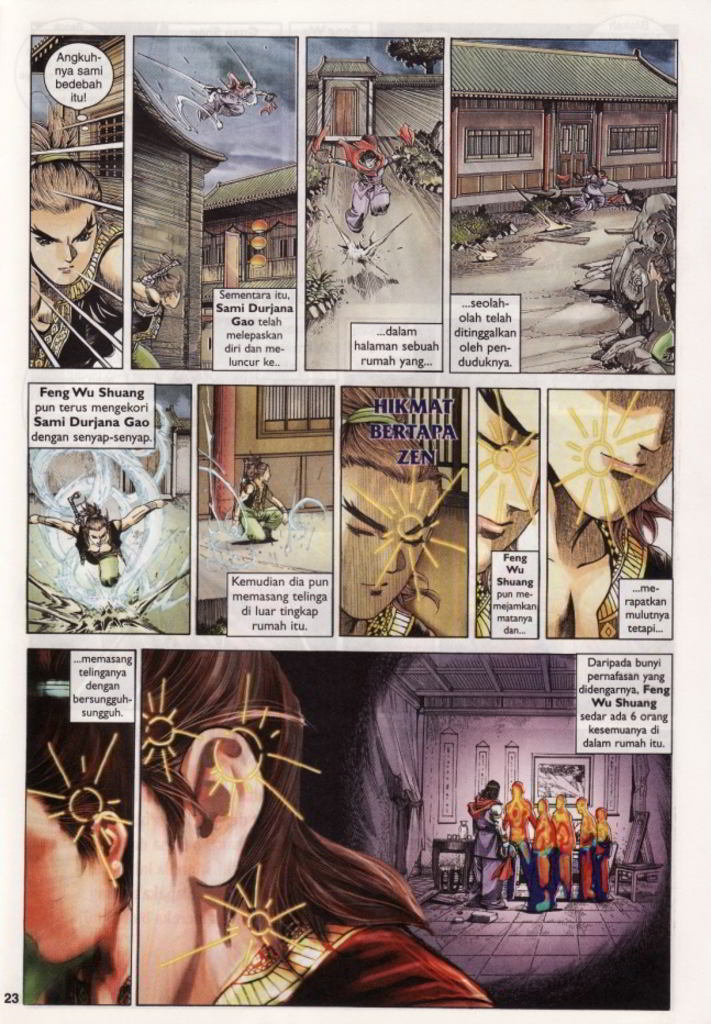 Angkuh-
nya sami
bedebah
itu!
Sementara itu,
Sami Durjana
Gao telah
melepaskan
diri dan me-
luncur ke..
...dalam
halaman sebuah
rumah yang...
...seolah-
olah telah
ditinggalkan
oleh pen-
duduknya.
Feng Wu Shuang
pun terus mengekori
Sami Durjana Gao
dengan senyap-senyap.
Kemudian dia pun
memasang telinga
di luar tingkap
rumah itu.
HIKMAT
BERTAPA
ZEN
Feng
Wu
Shuang
pun me-
mejamkan
matanya
dan...
...me-
rapatkan
mulutnya
tetapi...
...memasang
telinganya
dengan
bersungguh-
sungguh.
Daripada bunyi
pernafasan yang
didengarnya, Feng
Wu Shuang
sedar ada 6 orang
kesemuanya di
dalam rumah itu.
23